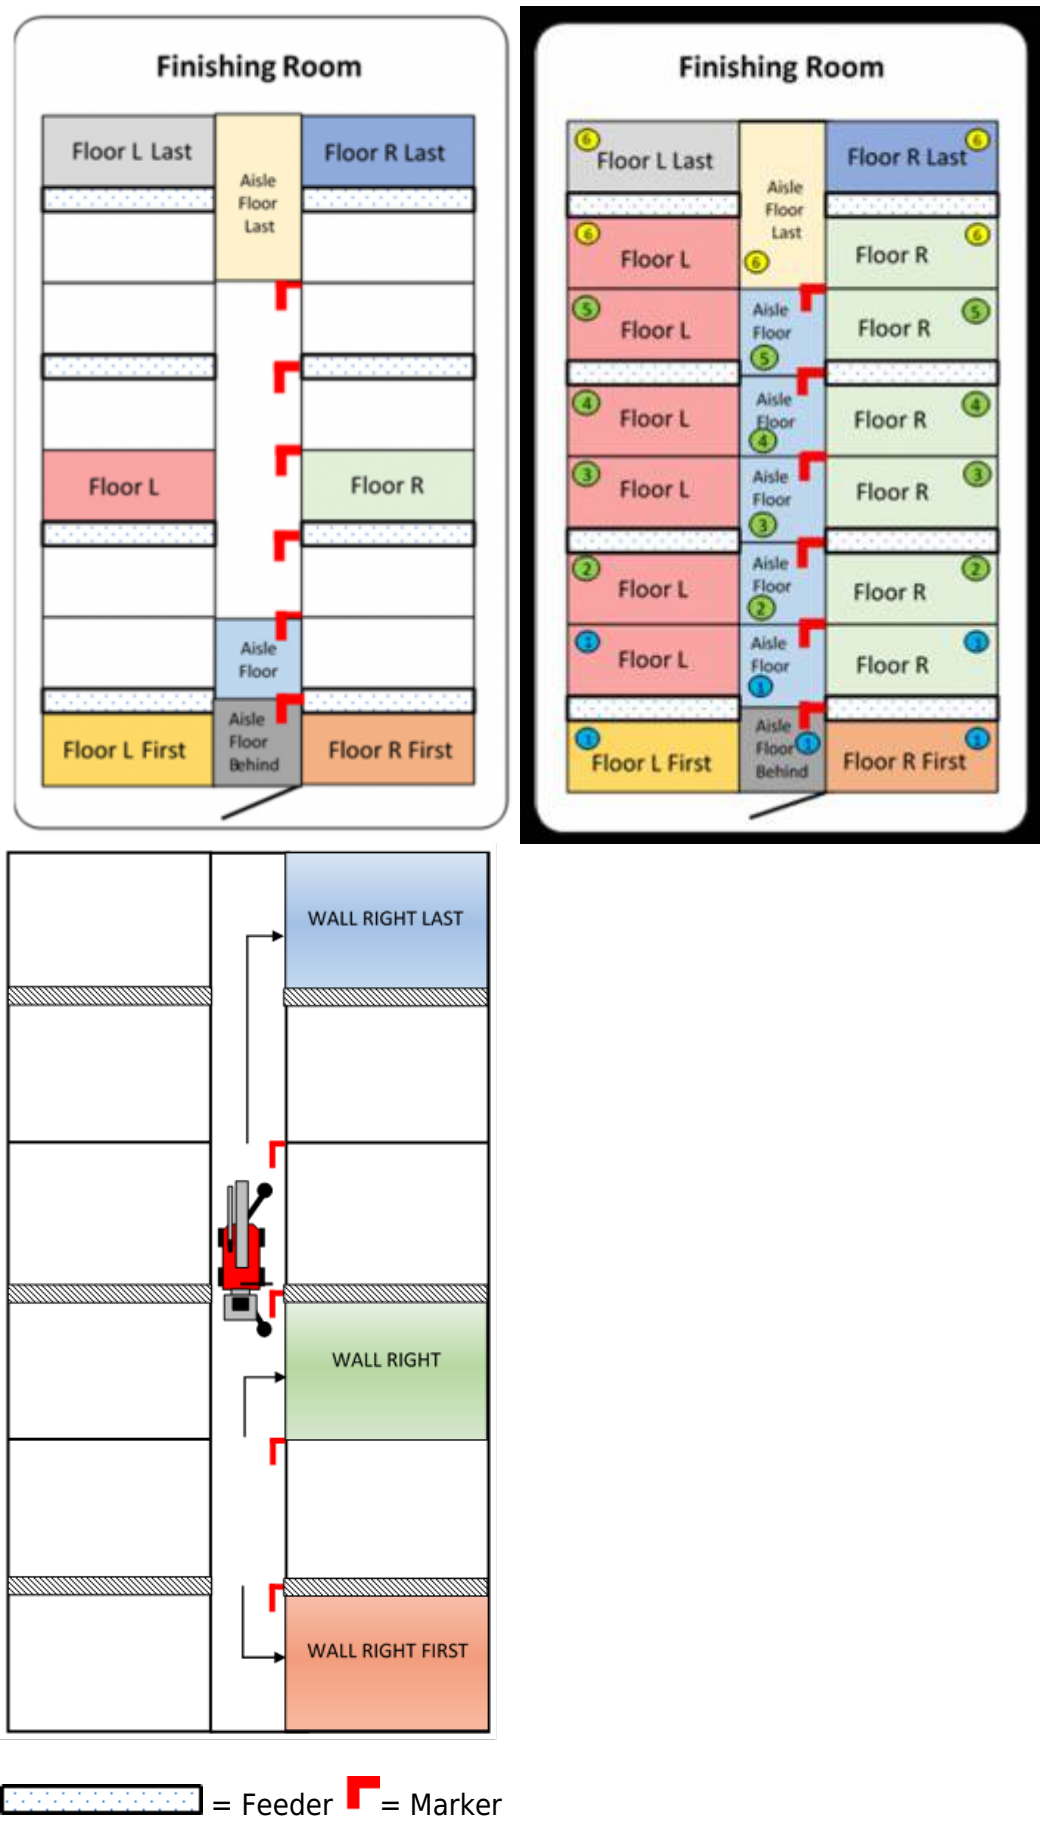 Finishing Room
Floor L Last
Aisle
Floor
Last
Floor R Last
Floor L
Floor R
Aisle
Floor
Floor L First
Aisle
Floor
Behind
Floor R First
Finishing Room
6
Floor L Last
Aisle
Floor
Last
6
Floor R Last
6
6
Floor L
6
Floor R
6
5
Floor L
Aisle
Floor
5
Floor R
5
4
Floor L
Aisle
Floor
4
Floor R
4
3
Floor L
Aisle
Floor
3
Floor R
3
2
Floor L
Aisle
Floor
2
Floor R
2
1
Floor L
Aisle
Floor
1
Floor R
1
1
Floor L First
Aisle
Floor
Behind
1
Floor R First
1
WALL RIGHT LAST
WALL RIGHT
WALL RIGHT FIRST
= Feeder
= Marker